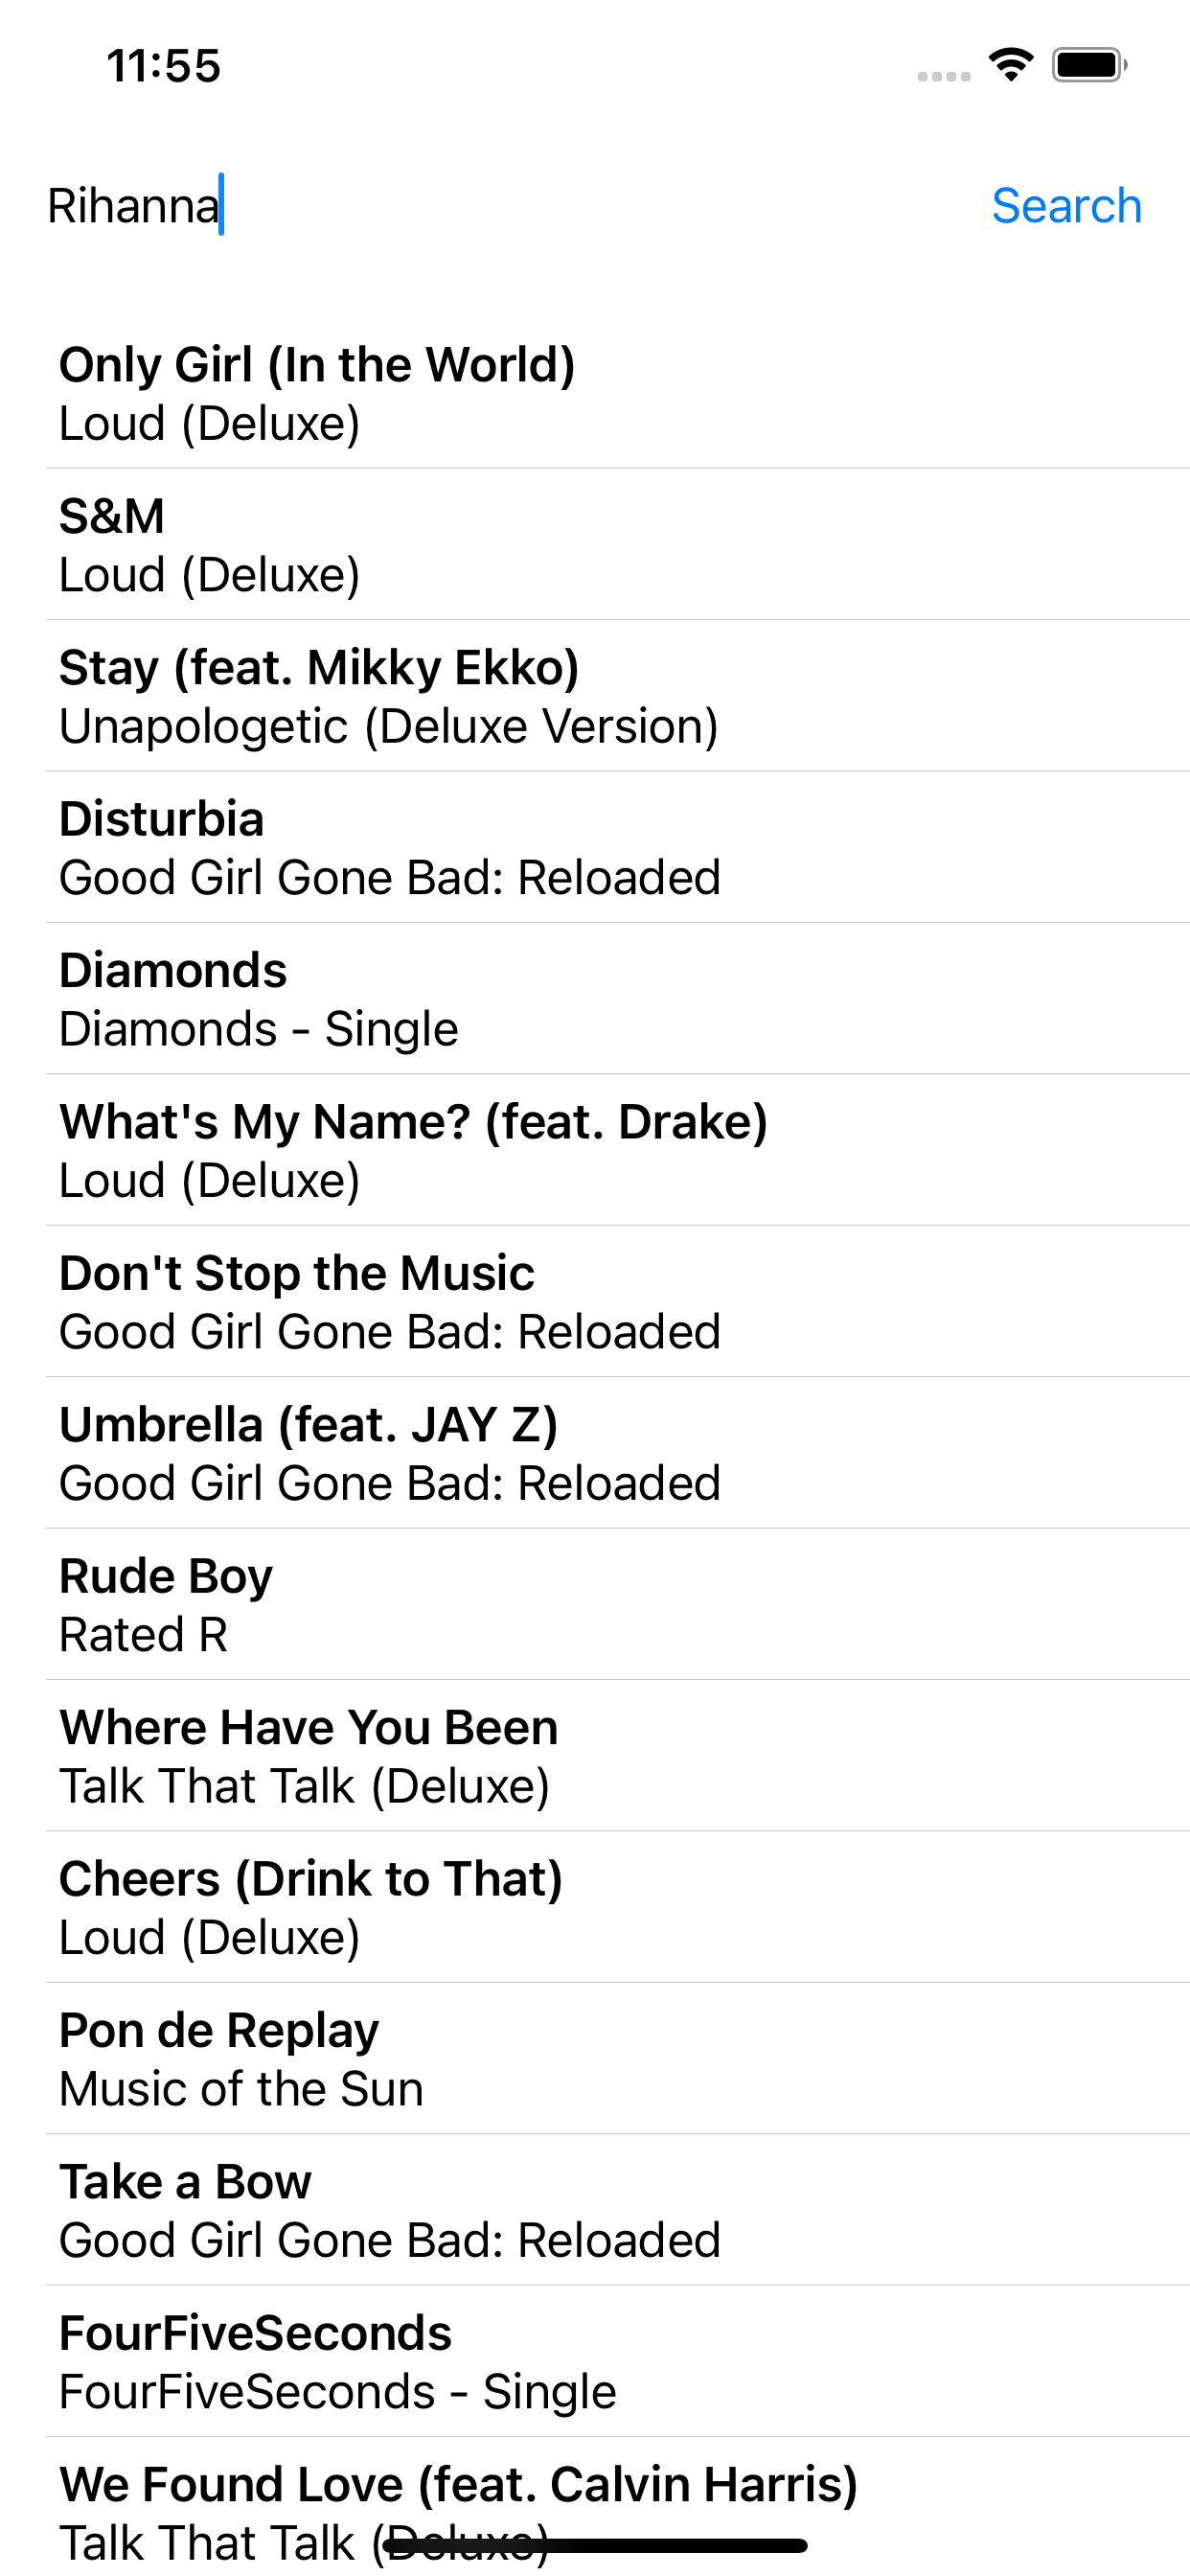 11:55
Rihanna Search
Only Girl (In the World)
Loud (Deluxe)
S&M
Loud (Deluxe)
Stay (feat. Mikky Ekko)
Unapologetic (Deluxe Version)
Disturbia
Good Girl Gone Bad: Reloaded
Diamonds
Diamonds - Single
What's My Name? (feat. Drake)
Loud (Deluxe)
Don't Stop the Music
Good Girl Gone Bad: Reloaded
Umbrella (feat. JAY Z)
Good Girl Gone Bad: Reloaded
Rude Boy
Rated R
Where Have You Been
Talk That Talk (Deluxe)
Cheers (Drink to That)
Loud (Deluxe)
Pon de Replay
Music of the Sun
Take a Bow
Good Girl Gone Bad: Reloaded
FourFiveSeconds
FourFiveSeconds - Single
We Found Love (feat. Calvin Harris)
Talk That Talk (Deluxe)